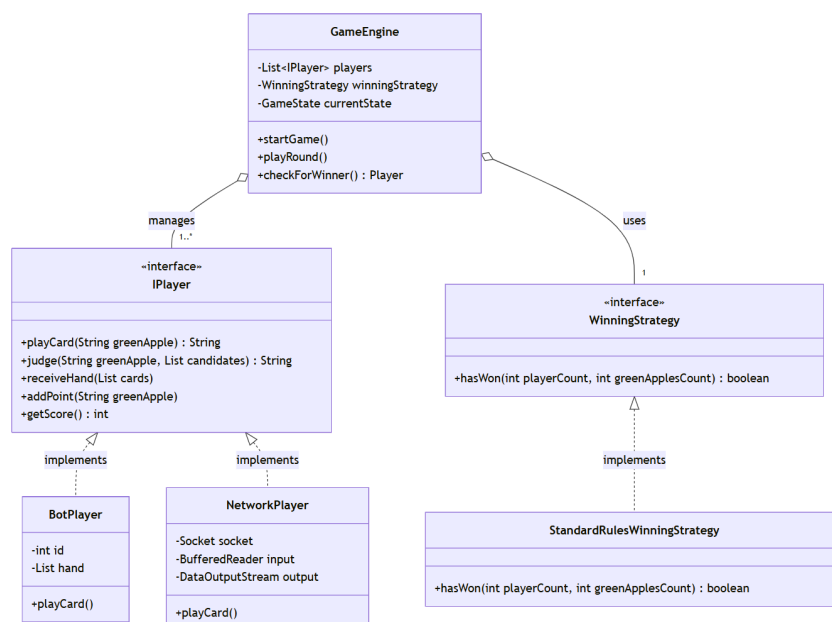 GameEngine
-List<IPlayer> players
-WinningStrategy winningStrategy
-GameState currentState
+startGame()
+playRound()
+checkForWinner() : Player
manages
1..*
uses
1
«interface»
IPlayer
+playCard(String greenApple) : String
+judge(String greenApple, List candidates) : String
+receiveHand(List cards)
+addPoint(String greenApple)
+getScore() : int
«interface»
WinningStrategy
+hasWon(int playerCount, int greenApplesCount) : boolean
implements
implements
implements
BotPlayer
-int id
-List hand
+playCard()
NetworkPlayer
-Socket socket
-BufferedReader input
-DataOutputStream output
+playCard()
StandardRulesWinningStrategy
+hasWon(int playerCount, int greenApplesCount) : boolean